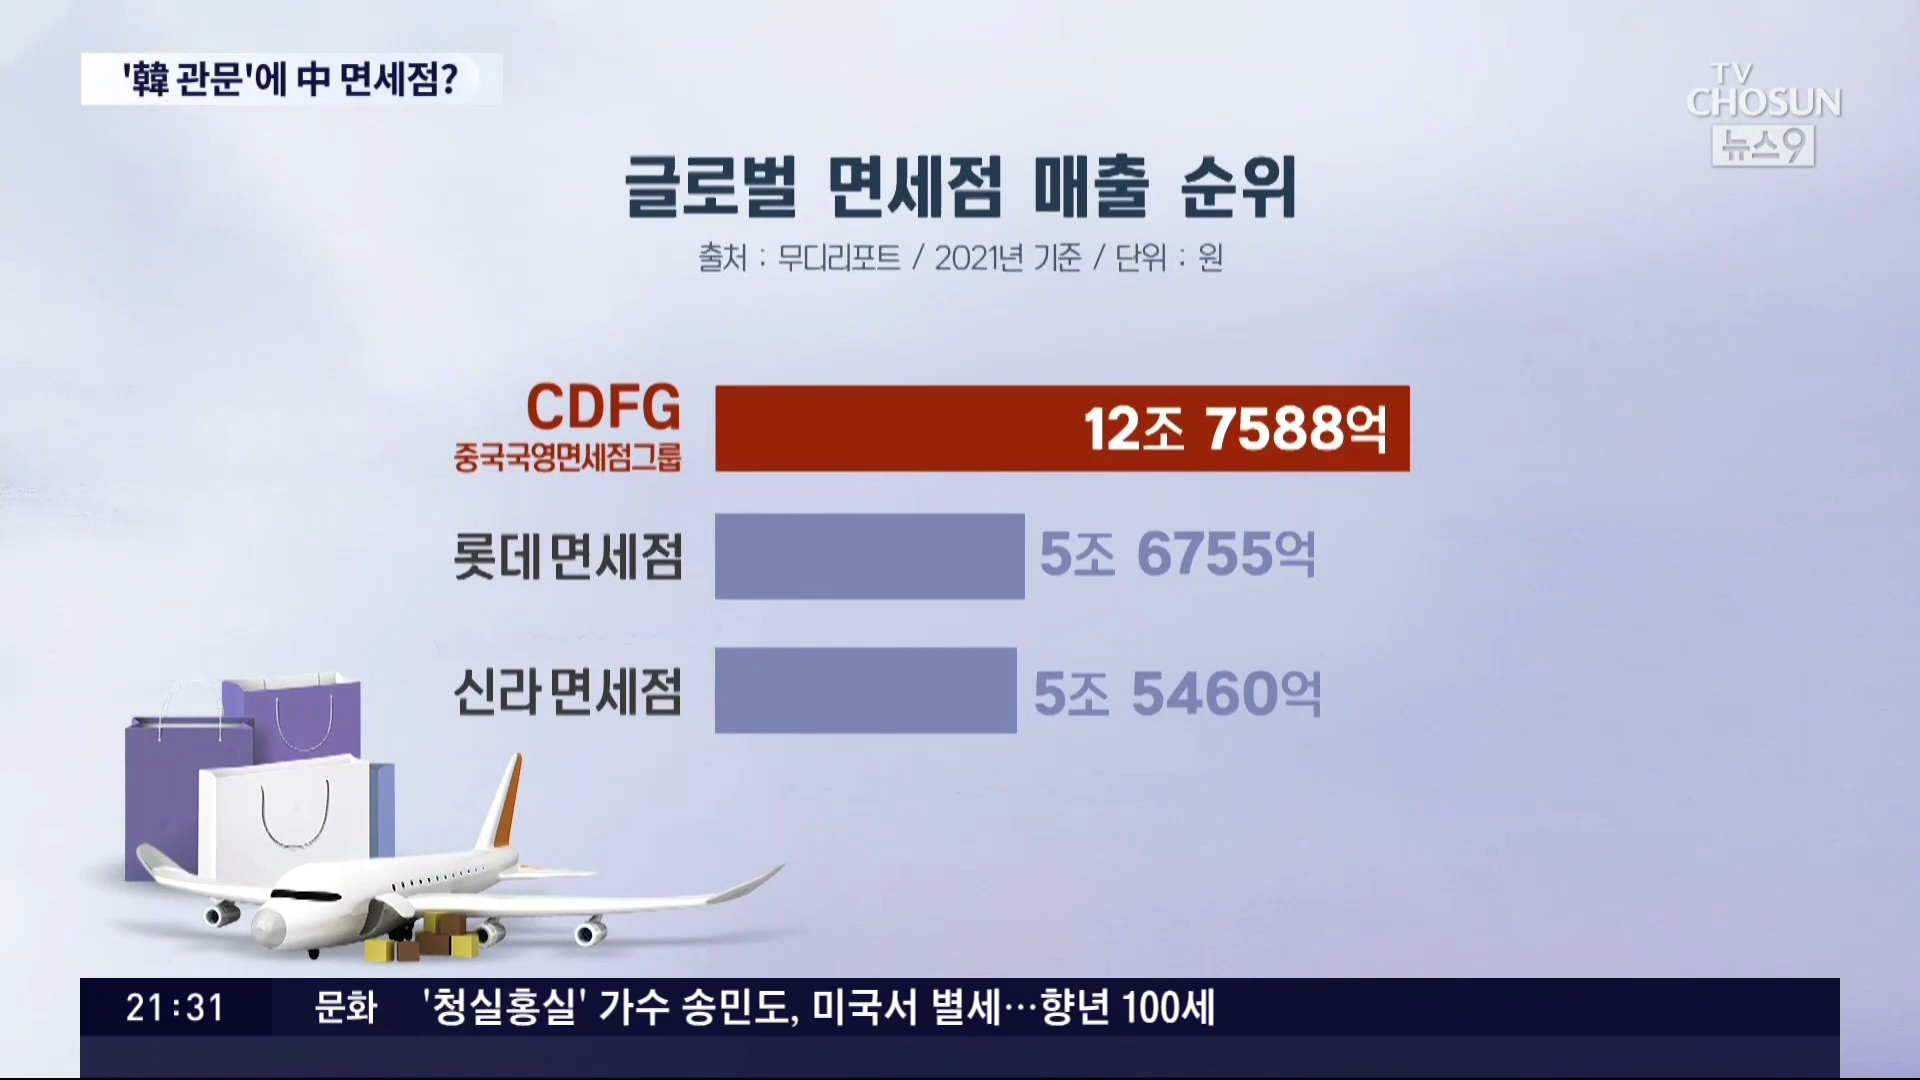 '韓 관문'에 中 면세점?
TV
CHOSUN
뉴스9
글로벌 면세점 매출 순위
출처 : 무디리포트 / 2021년 기준 / 단위 : 원
CDFG
중국국영면세점그룹
12조 7588억
롯데면세점
5조 6755억
신라면세점
5조 5460억
21:31 문화 '청실홍실' 가수 송민도, 미국서 별세…향년 100세